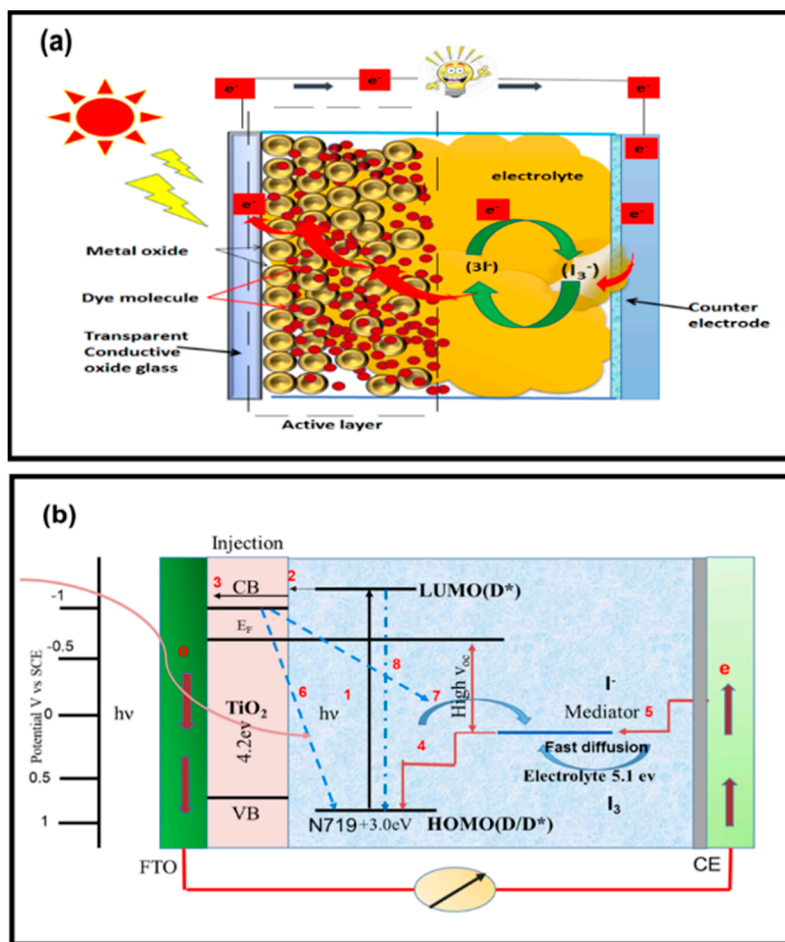 (a)
e⁻
e⁻
e⁻
e⁻
electrolyte
e⁻
e⁻
e⁻
Metal oxide
(3I⁻)
(I₃⁻)
Dye molecule
Counter
electrode
Transparent
Conductive
oxide glass
Active layer
(b)
Injection
3
CB
2
LUMO(D*)
-1
E_F
-0.5
e
8
7
High v_oc
I⁻
e
6
1
Potential V vs SCE
0
hν
TiO₂
4.2ev
hν
Mediator
5
4
Fast diffusion
0.5
Electrolyte 5.1 ev
VB
I₃
1
N719+3.0eV
HOMO(D/D*)
FTO
CE